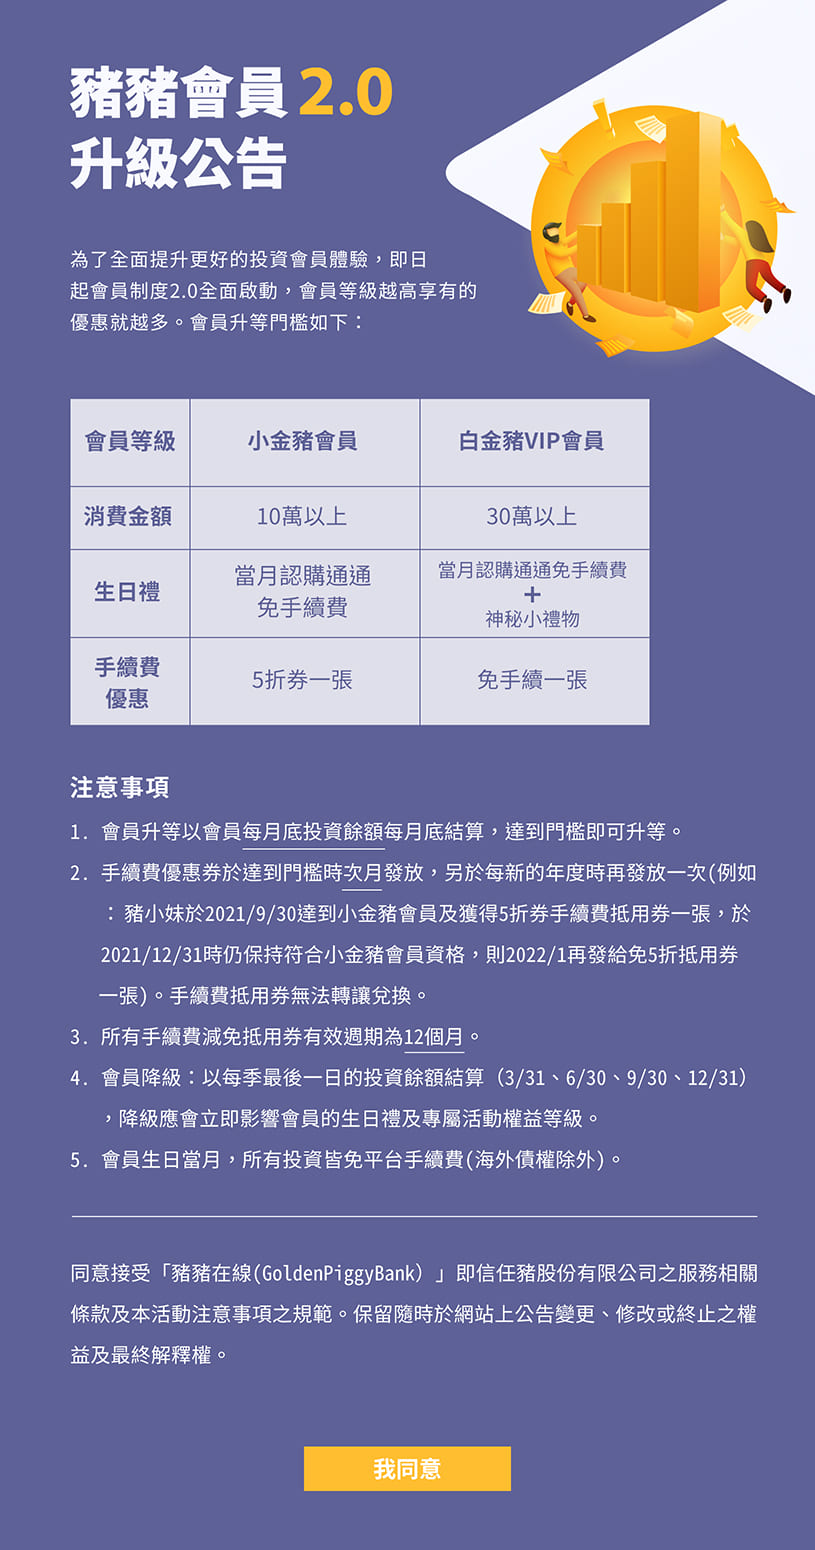 豬豬會員2.0
升級公告
為了全面提升更好的投資會員體驗，即日
起會員制度2.0全面啟動，會員等級越高享有的
優惠就越多。會員升等門檻如下：
會員等級 小金豬會員 白金豬VIP會員
消費金額 10萬以上 30萬以上
生日禮
當月認購通通
免手續費
當月認購通通免手續費
+
神秘小禮物
手續費
優惠
5折券一張 免手續一張
注意事項
1. 會員升等以會員每月底投資餘額每月底結算，達到門檻即可升等。
2. 手續費優惠券於達到門檻時次月發放，另於每新的年度時再發放一次(例如
：豬小妹於2021/9/30達到小金豬會員及獲得5折券手續費抵用券一張，於
2021/12/31時仍保持符合小金豬會員資格，則2022/1再發給免5折抵用券
一張)。手續費抵用券無法轉讓兌換。
3. 所有手續費減免抵用券有效週期為12個月。
4. 會員降級：以每季最後一日的投資餘額結算（3/31、6/30、9/30、12/31）
，降級應會立即影響會員的生日禮及專屬活動權益等級。
5. 會員生日當月，所有投資皆免平台手續費(海外債權除外)。
同意接受「豬豬在線(GoldenPiggyBank）」即信任豬股份有限公司之服務相關
條款及本活動注意事項之規範。保留隨時於網站上公告變更、修改或終止之權
益及最終解釋權。
我同意